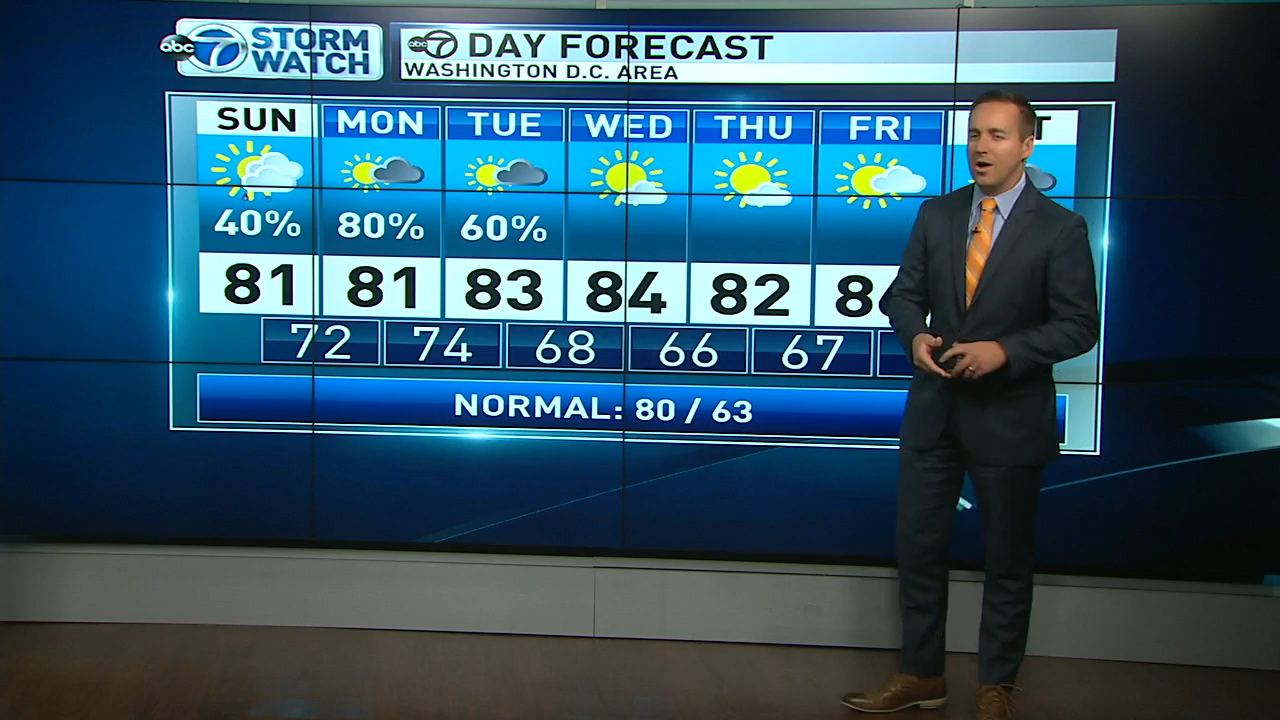 abc 7 STORM WATCH
abc 7 DAY FORECAST
WASHINGTON D.C. AREA
SUN MON TUE WED THU FRI
40% 80% 60%
81 81 83 84 82
72 74 68 66 67
NORMAL: 80 / 63